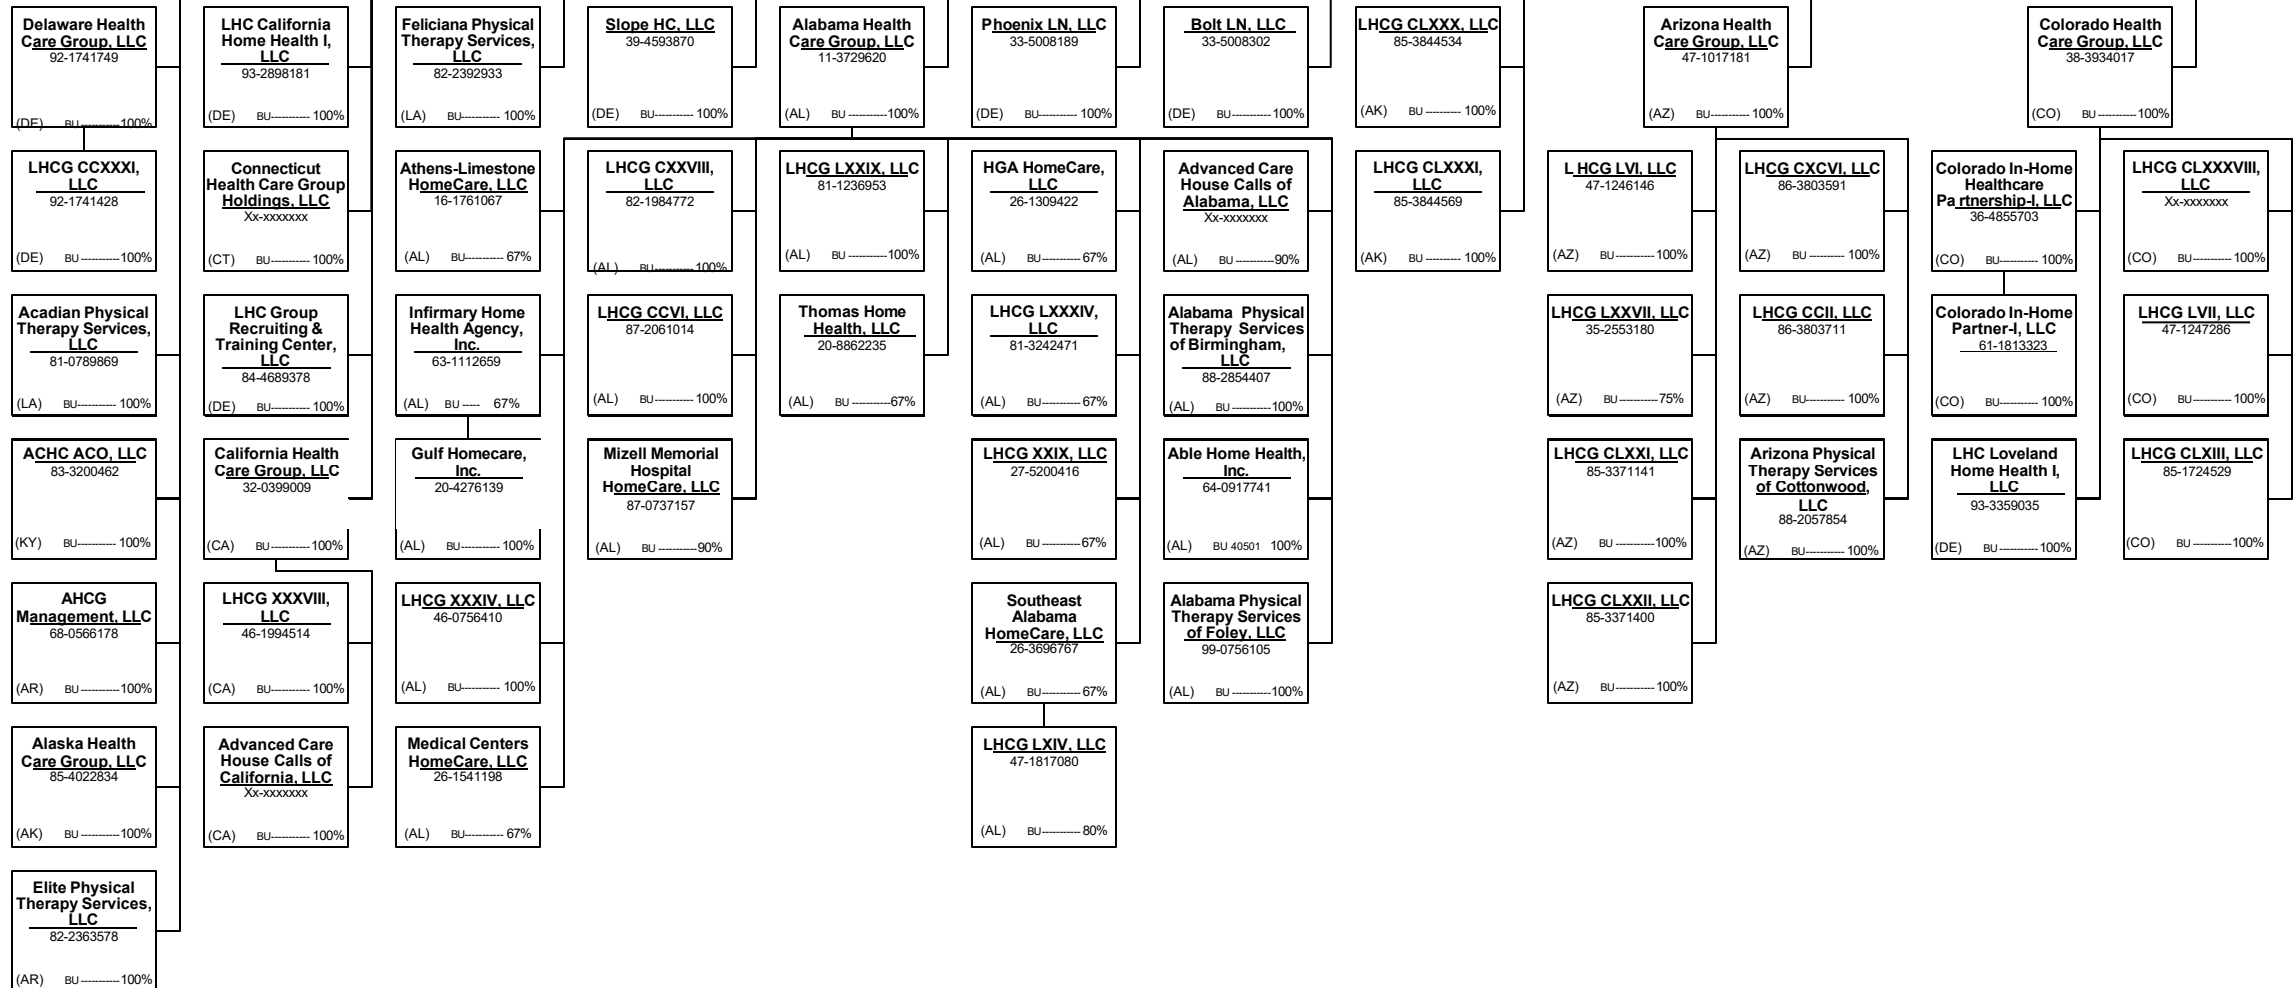 Delaware Health
Care Group, LLC
92-1741749
(DE) BU-----------100%
LHC California
Home Health I,
LLC
93-2898181
(DE) BU----------- 100%
Feliciana Physical
Therapy Services,
LLC
82-2392933
(LA) BU----------- 100%
Slope HC, LLC
39-4593870
(DE) BU----------- 100%
Alabama Health
Care Group, LLC
11-3729620
(AL) BU -----------100%
Phoenix LN, LLC
33-5008189
(DE) BU----------- 100%
Bolt LN, LLC
33-5008302
(DE) BU----------- 100%
LHCG CLXXX, LLC
85-3844534
(AK) BU ----------- 100%
Arizona Health
Care Group, LLC
47-1017181
(AZ) BU----------- 100%
Colorado Health
Care Group, LLC
38-3934017
(CO) BU -----------100%
LHCG CCXXXI,
LLC
92-1741428
(DE) BU -----------100%
Connecticut
Health Care Group
Holdings, LLC
Xx-xxxxxxx
(CT) BU----------- 100%
Athens-Limestone
HomeCare, LLC
16-1761067
(AL) BU----------- 67%
LHCG CXXVIII,
LLC
82-1984772
(AL) BU-----------100%
LHCG LXXIX, LLC
81-1236953
(AL) BU -----------100%
HGA HomeCare,
LLC
26-1309422
(AL) BU -----------67%
Advanced Care
House Calls of
Alabama, LLC
Xx-xxxxxxx
(AL) BU -----------90%
LHCG CLXXXI,
LLC
85-3844569
(AK) BU ----------- 100%
LHCG LVI, LLC
47-1246146
(AZ) BU -----------100%
LHCG CXCVI, LLC
86-3803591
(AZ) BU ----------- 100%
Colorado In-Home
Healthcare
Partnership-I, LLC
36-4855703
(CO) BU----------- 100%
LHCG CLXXXVIII,
LLC
Xx-xxxxxxx
(CO) BU -----------100%
Acadian Physical
Therapy Services,
LLC
81-0789869
(LA) BU----------- 100%
LHC Group
Recruiting &
Training Center,
LLC
84-4689378
(DE) BU-----------100%
Infirmary Home
Health Agency,
Inc.
63-1112659
(AL) BU ----- 67%
LHCG CCVI, LLC
87-2061014
(AL) BU -----------100%
Thomas Home
Health, LLC
20-8862235
(AL) BU -----------67%
LHCG LXXXIV,
LLC
81-3242471
(AL) BU -----------67%
Alabama Physical
Therapy Services
of Birmingham,
LLC
88-2854407
(AL) BU -----------100%
LHCG LXXVII, LLC
35-2553180
(AZ) BU -----------75%
LHCG CCII, LLC
86-3803711
(AZ) BU ----------- 100%
Colorado In-Home
Partner-I, LLC
61-1813323
(CO) BU----------- 100%
LHCG LVII, LLC
47-1247286
(CO) BU -----------100%
ACHC ACO, LLC
83-3200462
(KY) BU----------- 100%
California Health
Care Group, LLC
32-0399009
(CA) BU-----------100%
Gulf Homecare,
Inc.
20-4276139
(AL) BU----------- 100%
Mizell Memorial
Hospital
HomeCare, LLC
87-0737157
(AL) BU -----------90%
LHCG XXIX, LLC
27-5200416
(AL) BU -----------67%
Able Home Health,
Inc.
64-0917741
(AL) BU 40501 100%
LHCG CLXXI, LLC
85-3371141
(AZ) BU -----------100%
Arizona Physical
Therapy Services
of Cottonwood,
LLC
88-2057854
(AZ) BU----------- 100%
LHC Loveland
Home Health I,
LLC
93-3359035
(DE) BU -----------100%
LHCG CLXIII, LLC
85-1724529
(CO) BU -----------100%
AHCG
Management, LLC
68-0566178
(AR) BU -----------100%
LHCG XXXVIII,
LLC
46-1994514
(CA) BU----------- 100%
LHCG XXXIV, LLC
46-0756410
(AL) BU----------- 100%
Southeast
Alabama
HomeCare, LLC
26-3696767
(AL) BU----------- 67%
Alabama Physical
Therapy Services
of Foley, LLC
99-0756105
(AL) BU -----------100%
LHCG CLXXII, LLC
85-3371400
(AZ) BU -----------100%
Alaska Health
Care Group, LLC
85-4022834
(AK) BU -----------100%
Advanced Care
House Calls of
California, LLC
Xx-xxxxxxx
(CA) BU----------- 100%
Medical Centers
HomeCare, LLC
26-1541198
(AL) BU----------- 67%
LHCG LXIV, LLC
47-1817080
(AL) BU----------- 80%
Elite Physical
Therapy Services,
LLC
82-2363578
(AR) BU -----------100%